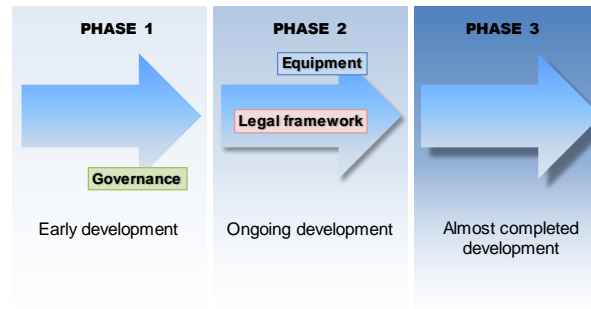 PHASE 1
PHASE 2
PHASE 3
Equipment
Legal framework
Governance
Early development
Ongoing development
Almost completed
development